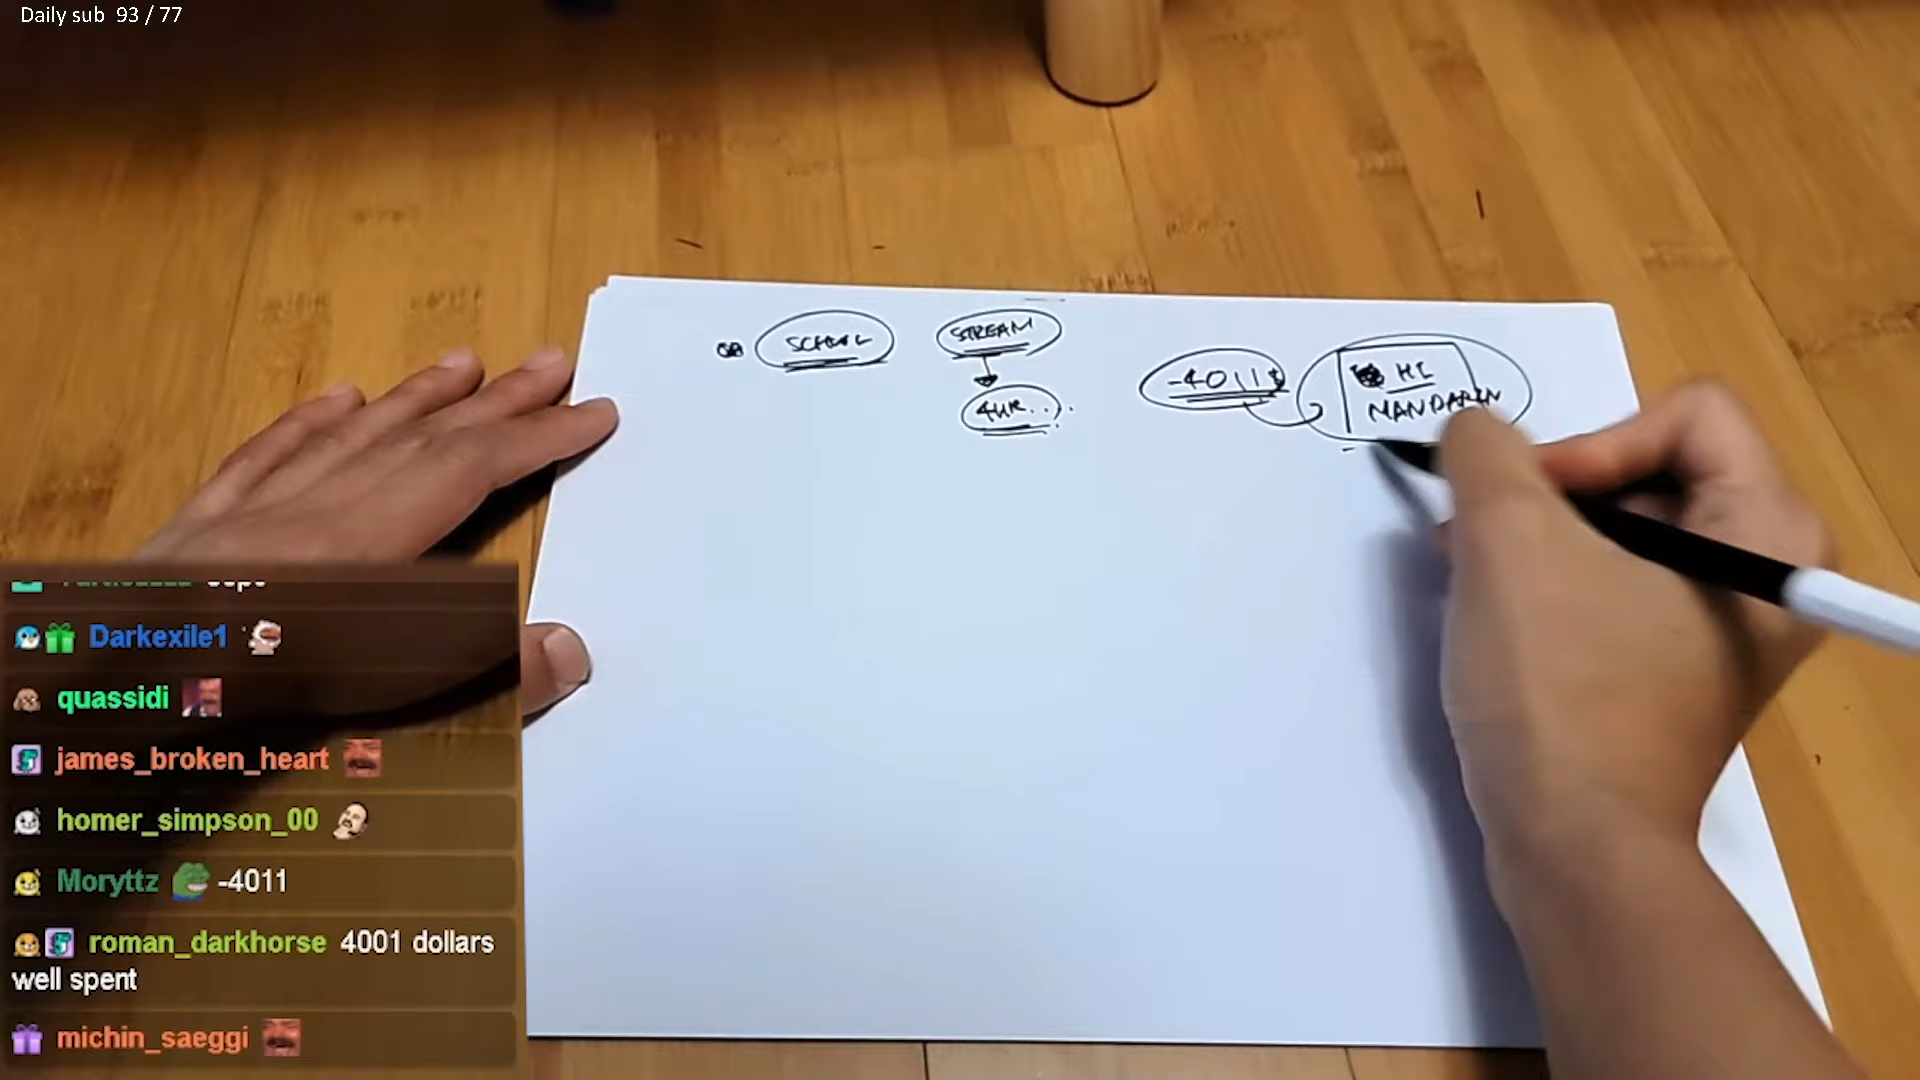 Daily sub 93 / 77
SCHOOL
STREAM
4HR...
-4011$
HI
MANDARIN
Darkexile1
quassidi
james_broken_heart
homer_simpson_00
Moryttz -4011
roman_darkhorse 4001 dollars
well spent
michin_saeggi